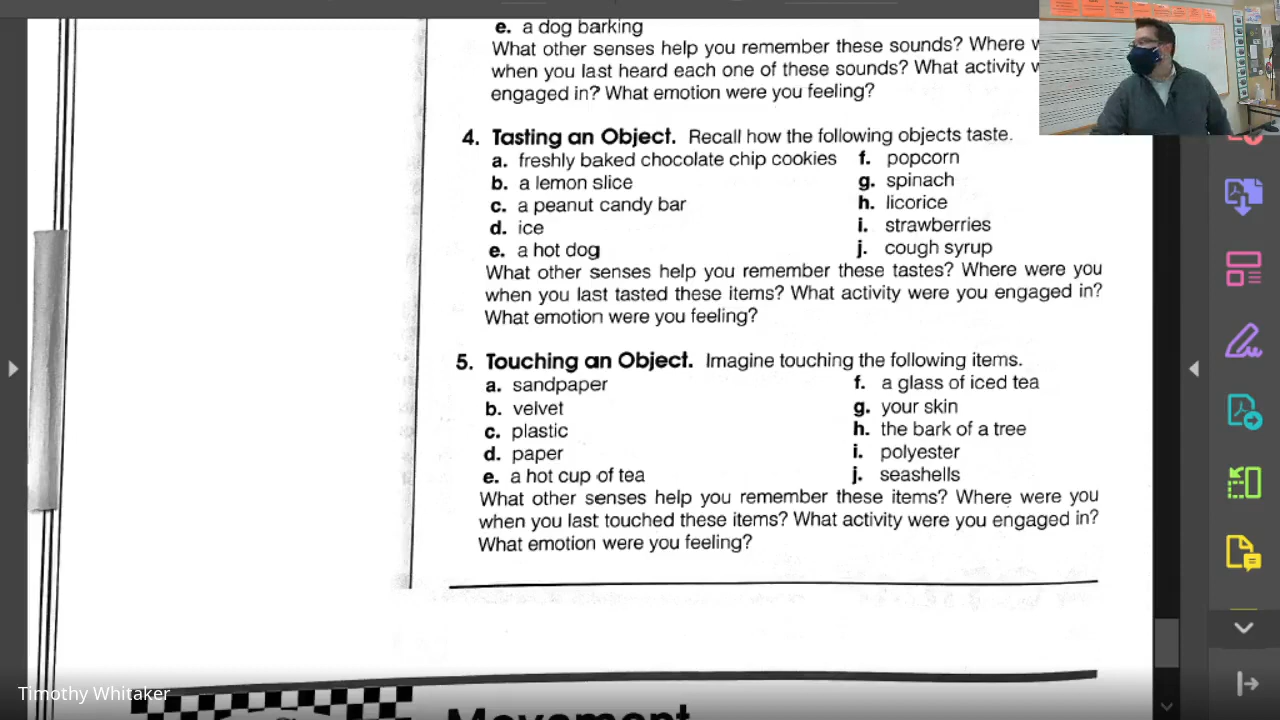 e. a dog barking
What other senses help you remember these sounds? Where
when you last heard each one of these sounds? What activity
engaged in? What emotion were you feeling?
4. Tasting an Object. Recall how the following objects taste.
a. freshly baked chocolate chip cookies f. popcorn
b. a lemon slice g. spinach
c. a peanut candy bar h. licorice
d. ice i. strawberries
e. a hot dog j. cough syrup
What other senses help you remember these tastes? Where were you
when you last tasted these items? What activity were you engaged in?
What emotion were you feeling?
5. Touching an Object. Imagine touching the following items.
a. sandpaper f. a glass of iced tea
b. velvet g. your skin
c. plastic h. the bark of a tree
d. paper i. polyester
e. a hot cup of tea j. seashells
What other senses help you remember these items? Where were you
when you last touched these items? What activity were you engaged in?
What emotion were you feeling?
Timothy Whitaker
Movement